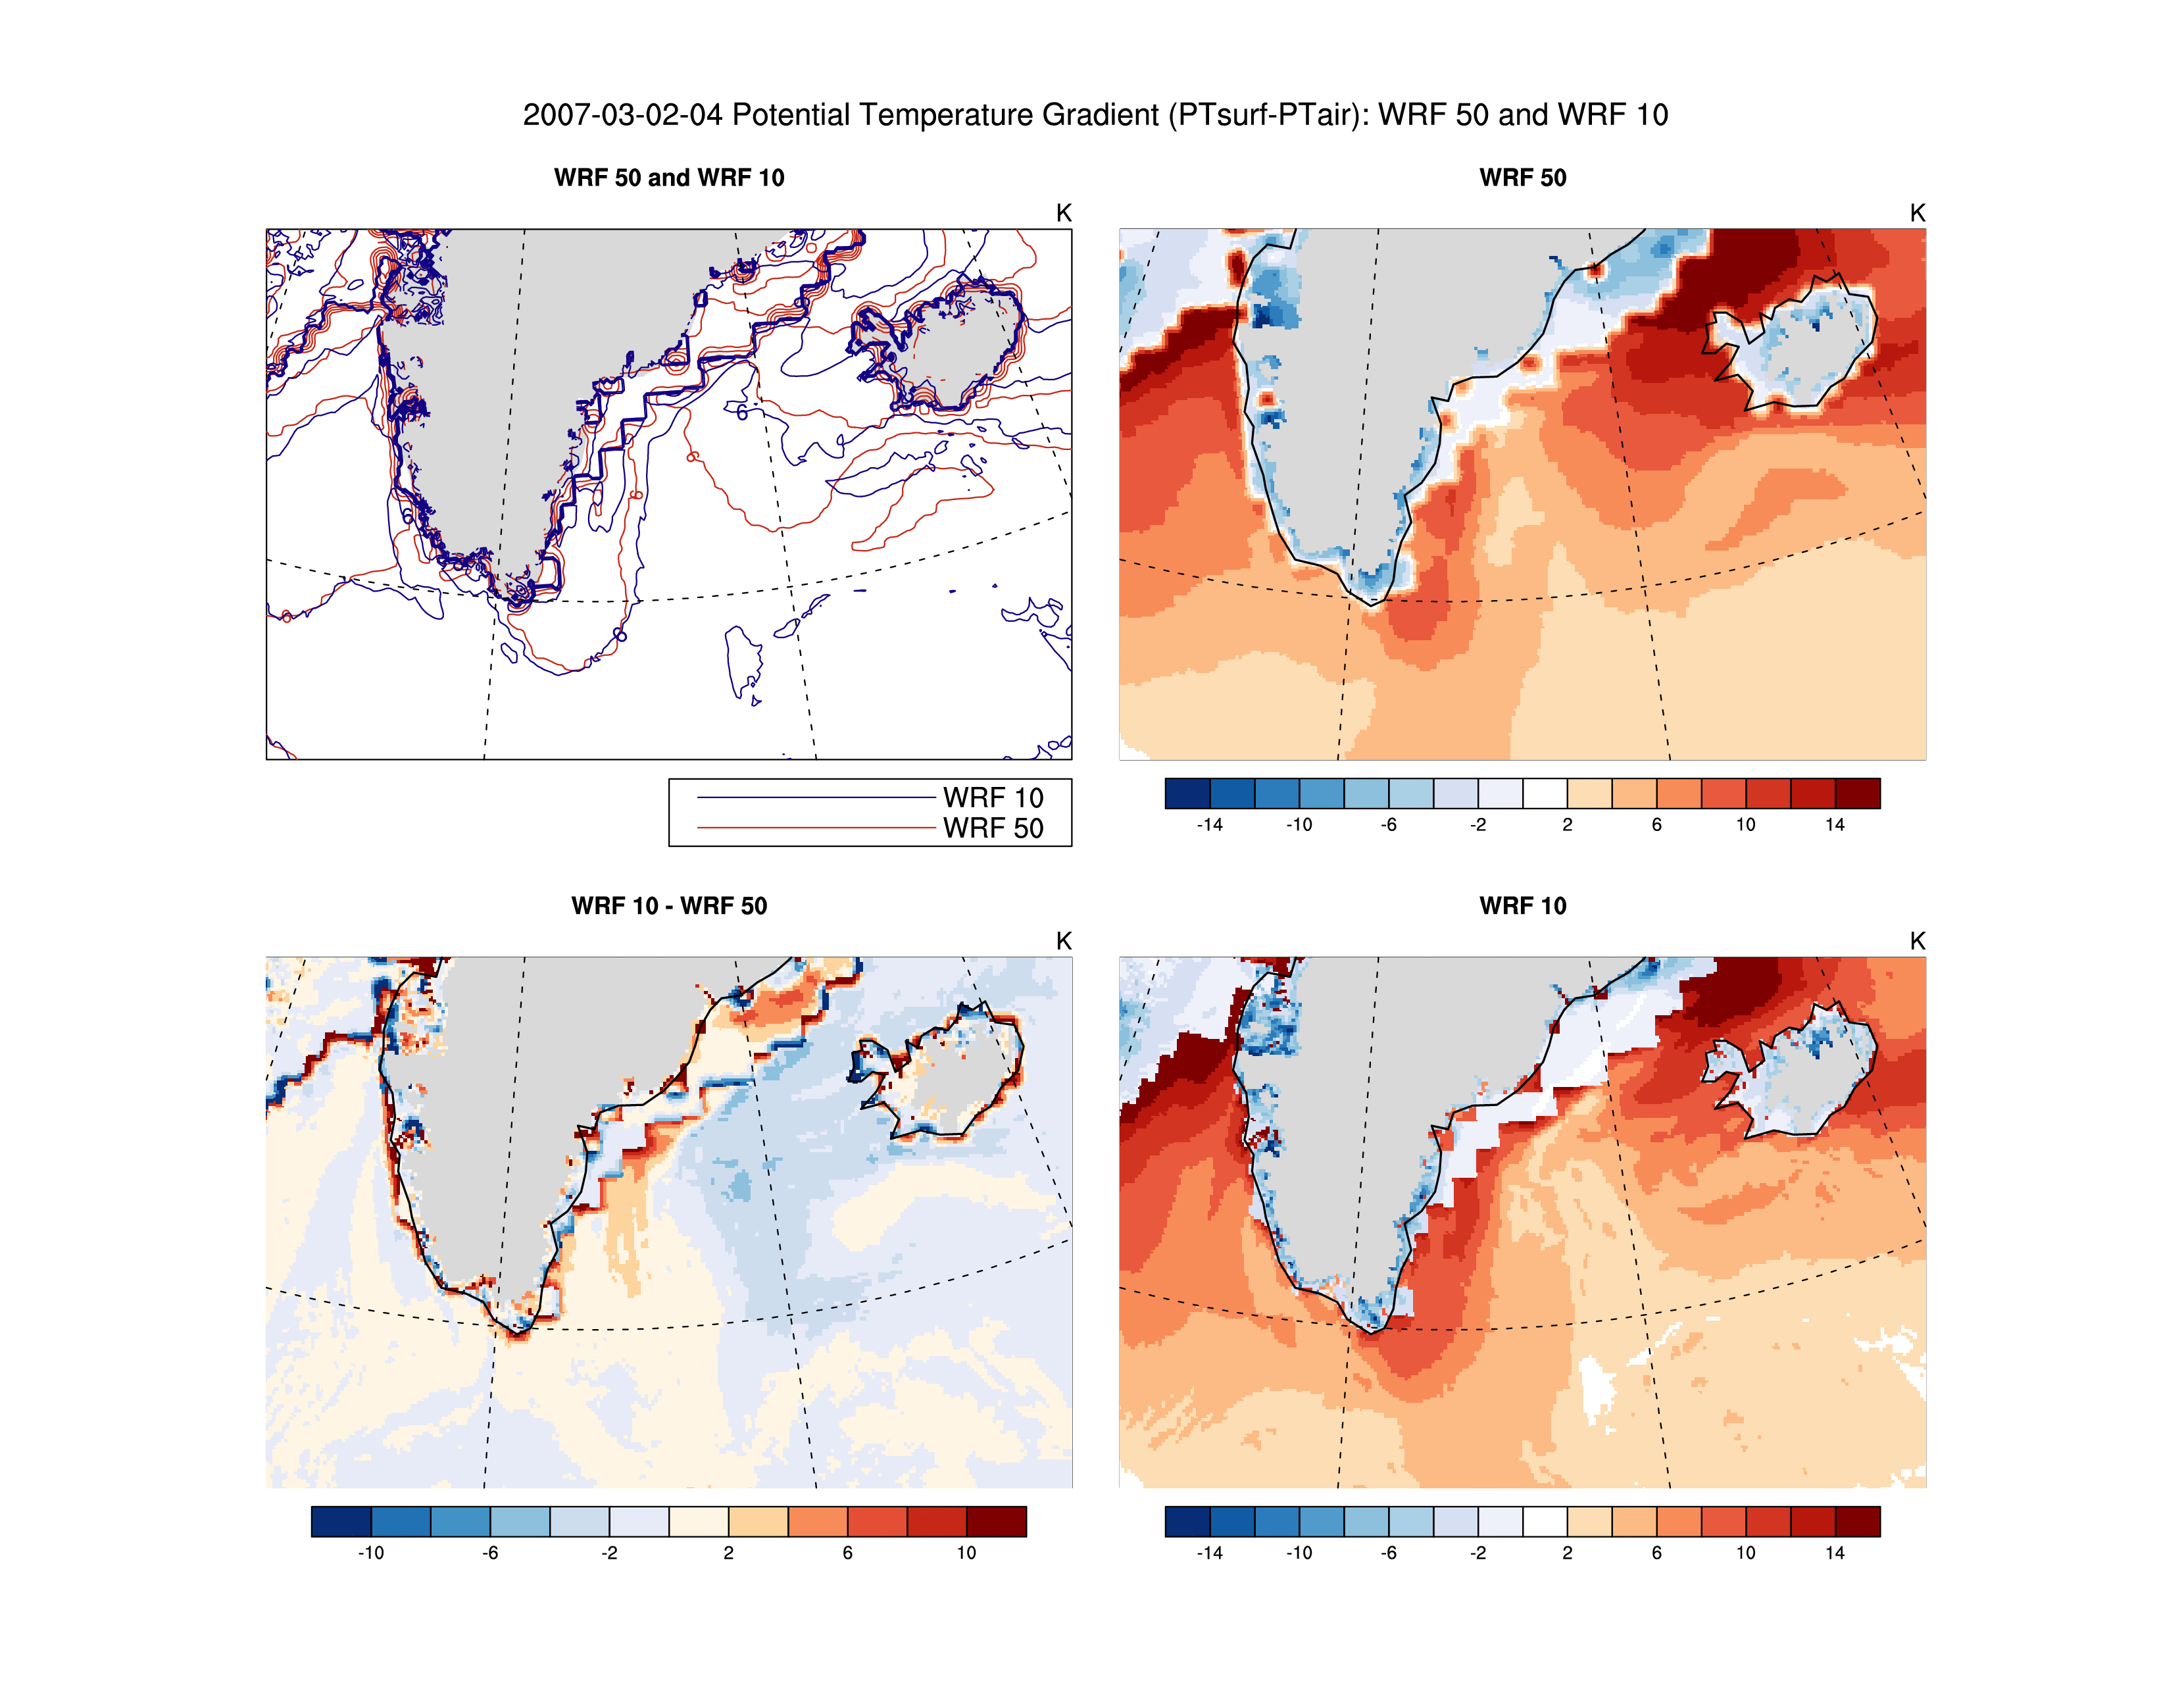 2007-03-02-04 Potential Temperature Gradient (PTsurf-PTair): WRF 50 and WRF 10
WRF 50 and WRF 10
K
6
6
6
6
6
6
6
WRF 10
WRF 50
WRF 50
K
-14 -10 -6 -2 2 6 10 14
WRF 10 - WRF 50
K
-10 -6 -2 2 6 10
WRF 10
K
-14 -10 -6 -2 2 6 10 14